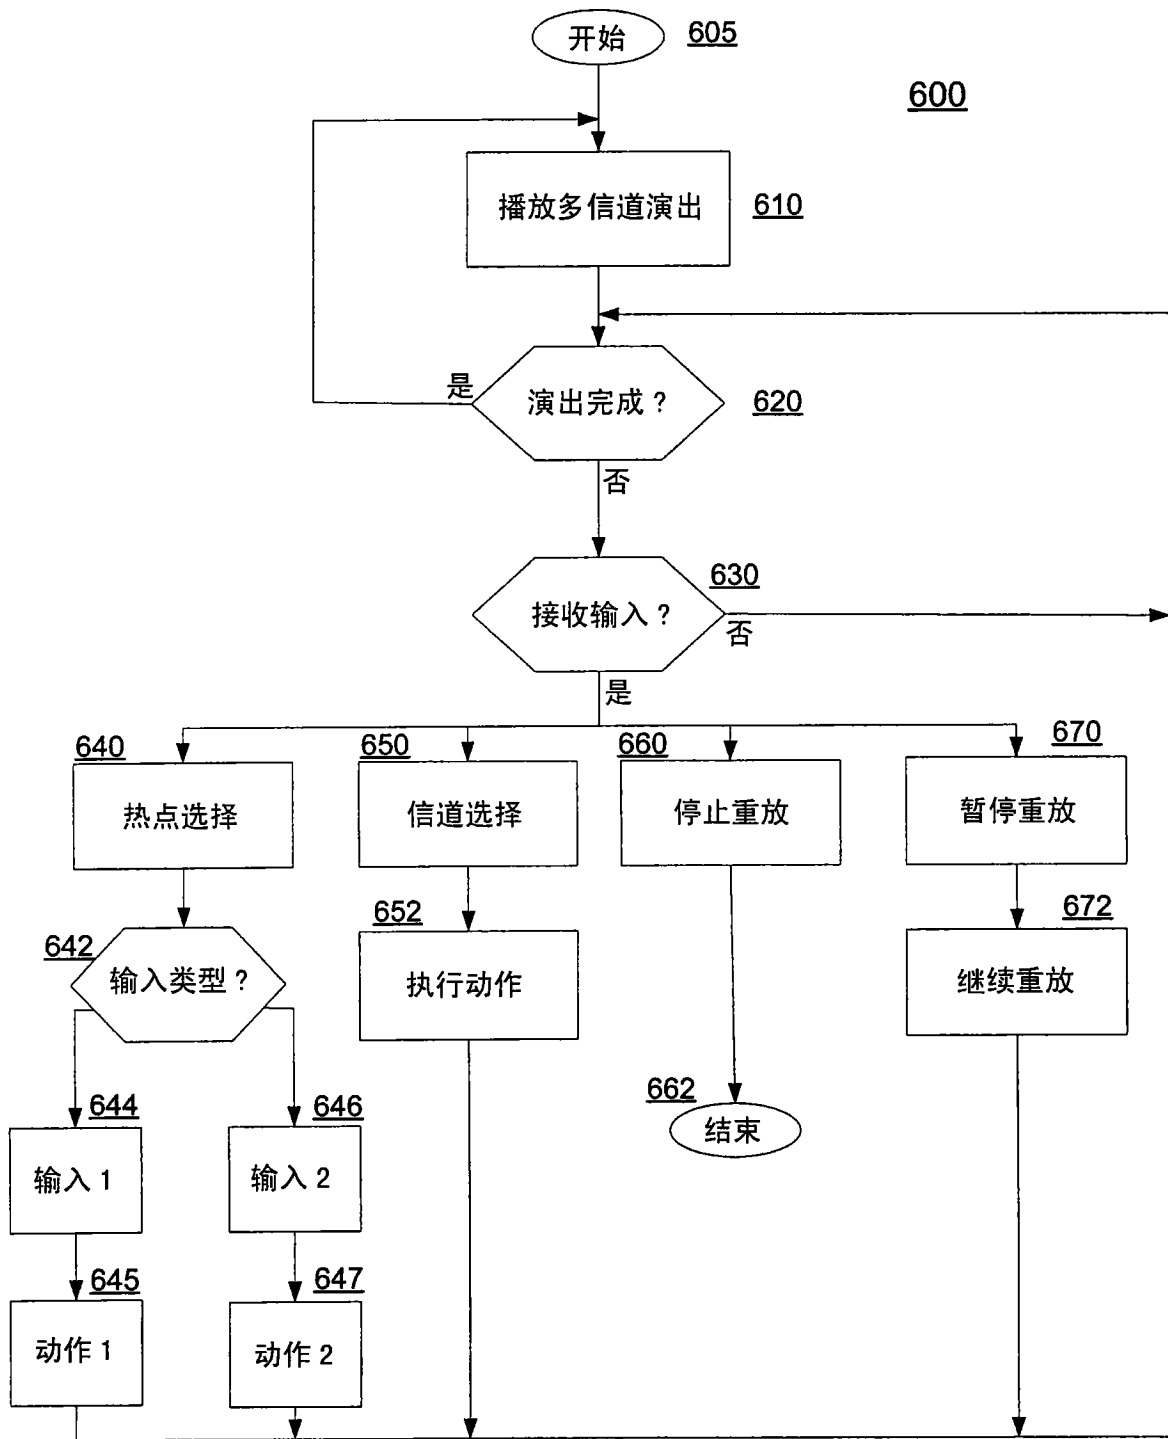 开始
605
600
播放多信道演出
610
是
演出完成？
620
否
630
接收输入？
否
是
640
650
660
670
热点选择
信道选择
停止重放
暂停重放
642
652
672
输入类型？
执行动作
继续重放
644
646
662
输入 1
输入 2
结束
645
647
动作 1
动作 2